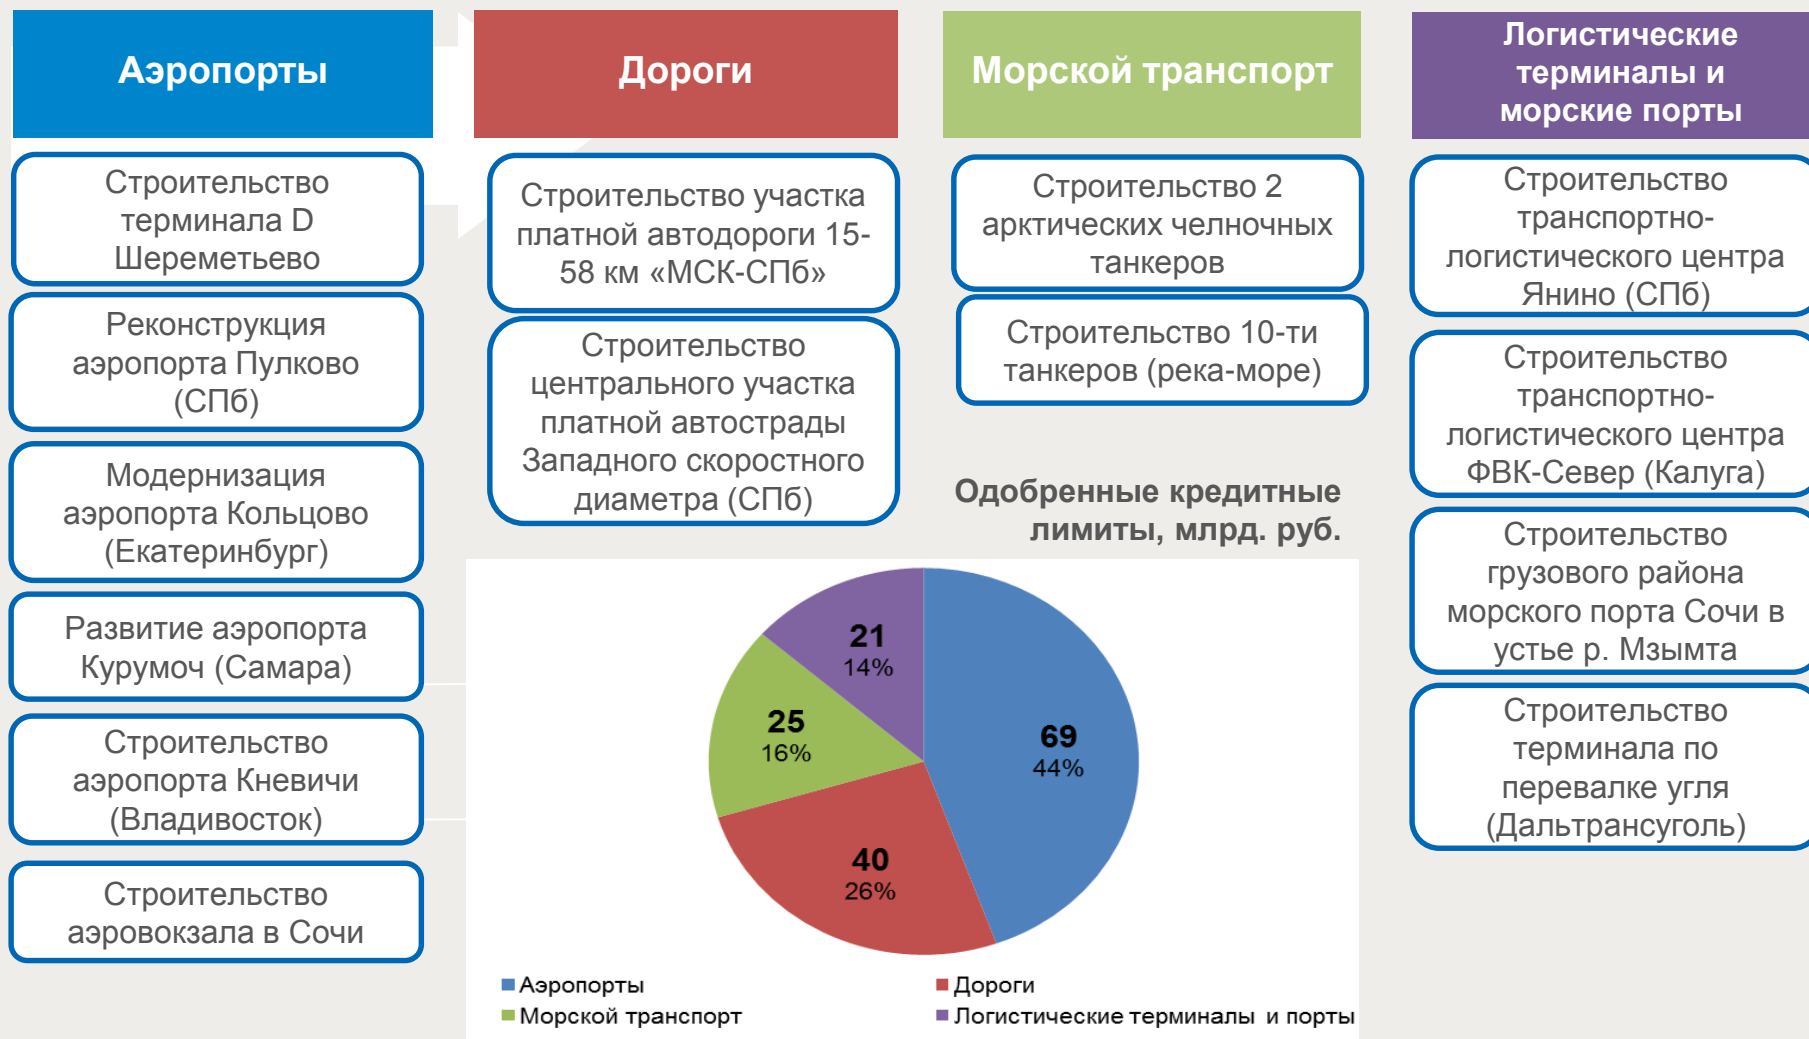 Аэропорты
Строительство
терминала D
Шереметьево
Реконструкция
аэропорта Пулково
(СПб)
Модернизация
аэропорта Кольцово
(Екатеринбург)
Развитие аэропорта
Курумоч (Самара)
Строительство
аэропорта Кневичи
(Владивосток)
Строительство
аэровокзала в Сочи
Дороги
Строительство участка
платной автодороги 15-
58 км «МСК-СПб»
Строительство
центрального участка
платной автострады
Западного скоростного
диаметра (СПб)
Морской транспорт
Строительство 2
арктических челночных
танкеров
Строительство 10-ти
танкеров (река-море)
Логистические
терминалы и
морские порты
Строительство
транспортно-
логистического центра
Янино (СПб)
Строительство
транспортно-
логистического центра
ФВК-Север (Калуга)
Строительство
грузового района
морского порта Сочи в
устье р. Мзымта
Строительство
терминала по
перевалке угля
(Дальтрансуголь)
Одобренные кредитные
лимиты, млрд. руб.
21
14%
25
16%
69
44%
40
26%
Аэропорты
Дороги
Морской транспорт
Логистические терминалы и порты